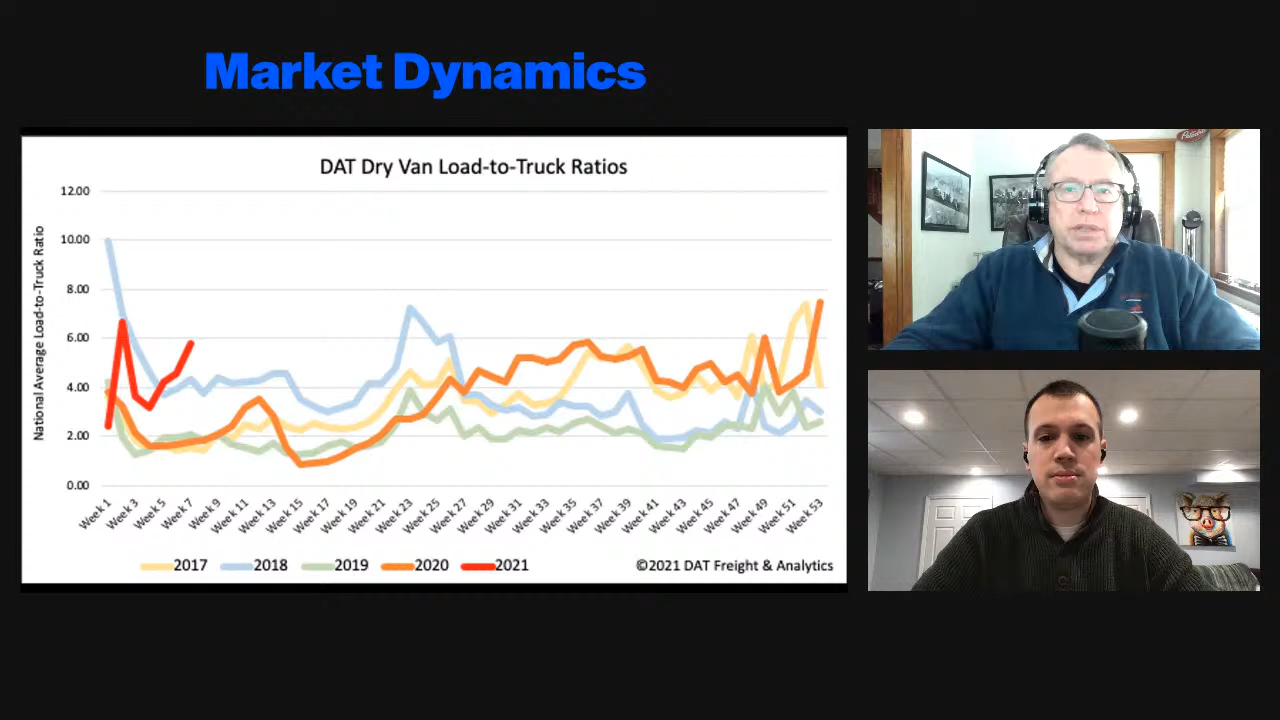 Market Dynamics
DAT Dry Van Load-to-Truck Ratios
National Average Load-to-Truck Ratio
12.00
10.00
8.00
6.00
4.00
2.00
0.00
Week 1
Week 3
Week 5
Week 7
Week 9
Week 11
Week 13
Week 15
Week 17
Week 19
Week 21
Week 23
Week 25
Week 27
Week 29
Week 31
Week 33
Week 35
Week 37
Week 39
Week 41
Week 43
Week 45
Week 47
Week 49
Week 51
Week 53
2017
2018
2019
2020
2021
©2021 DAT Freight & Analytics